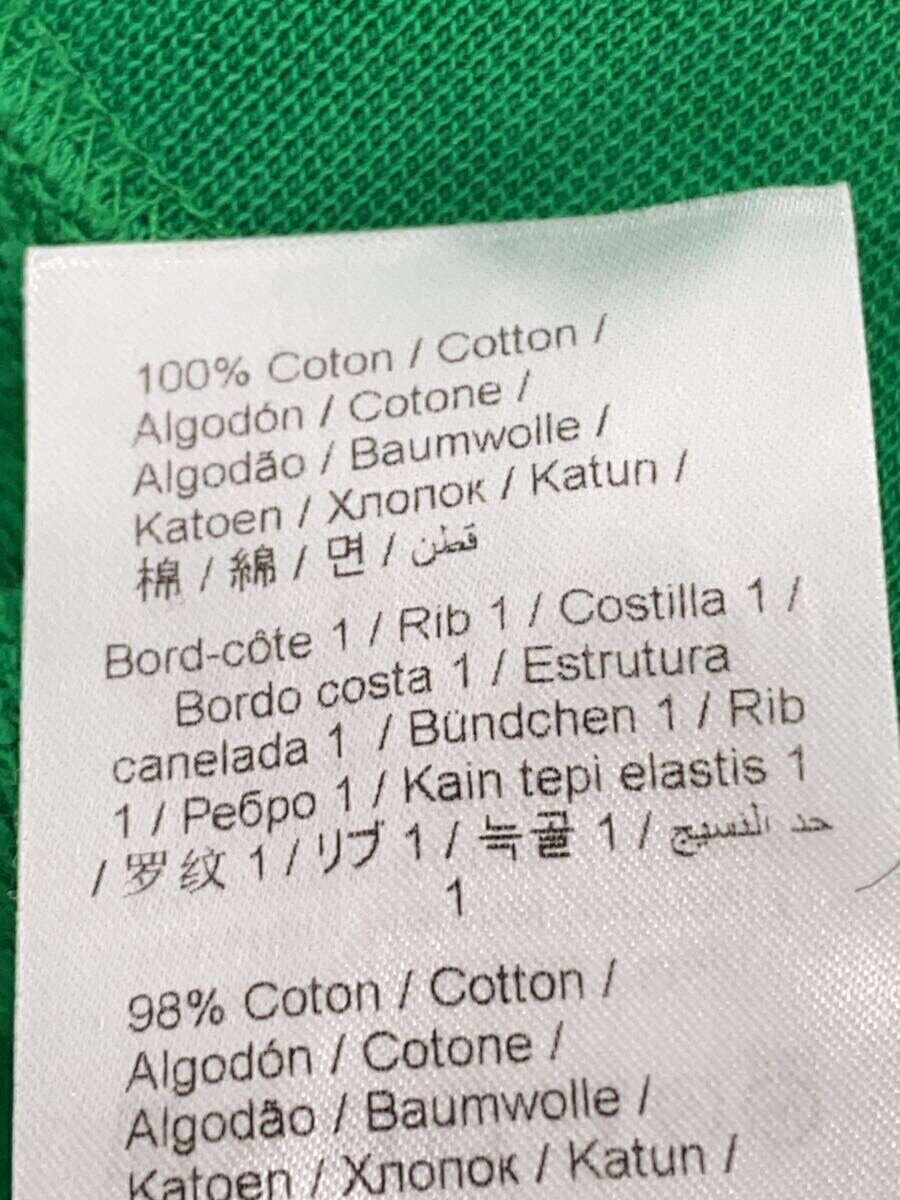 100% Coton / Cotton /
Algodón / Cotone /
Algodão / Baumwolle /
Katoen / Хлопок / Katun /
棉 / 綿 / 면 / قطن
Bord-côte 1 / Rib 1 / Costilla 1 /
Bordo costa 1 / Estrutura
canelada 1 / Bündchen 1 / Rib
1 / Ребро 1 / Kain tepi elastis 1
/ 罗纹 1 / リブ 1 / 늑골 1 / حد النسيج
1
98% Coton / Cotton /
Algodón / Cotone /
Algodão / Baumwolle /
Katoen / Хлопок / Katun /